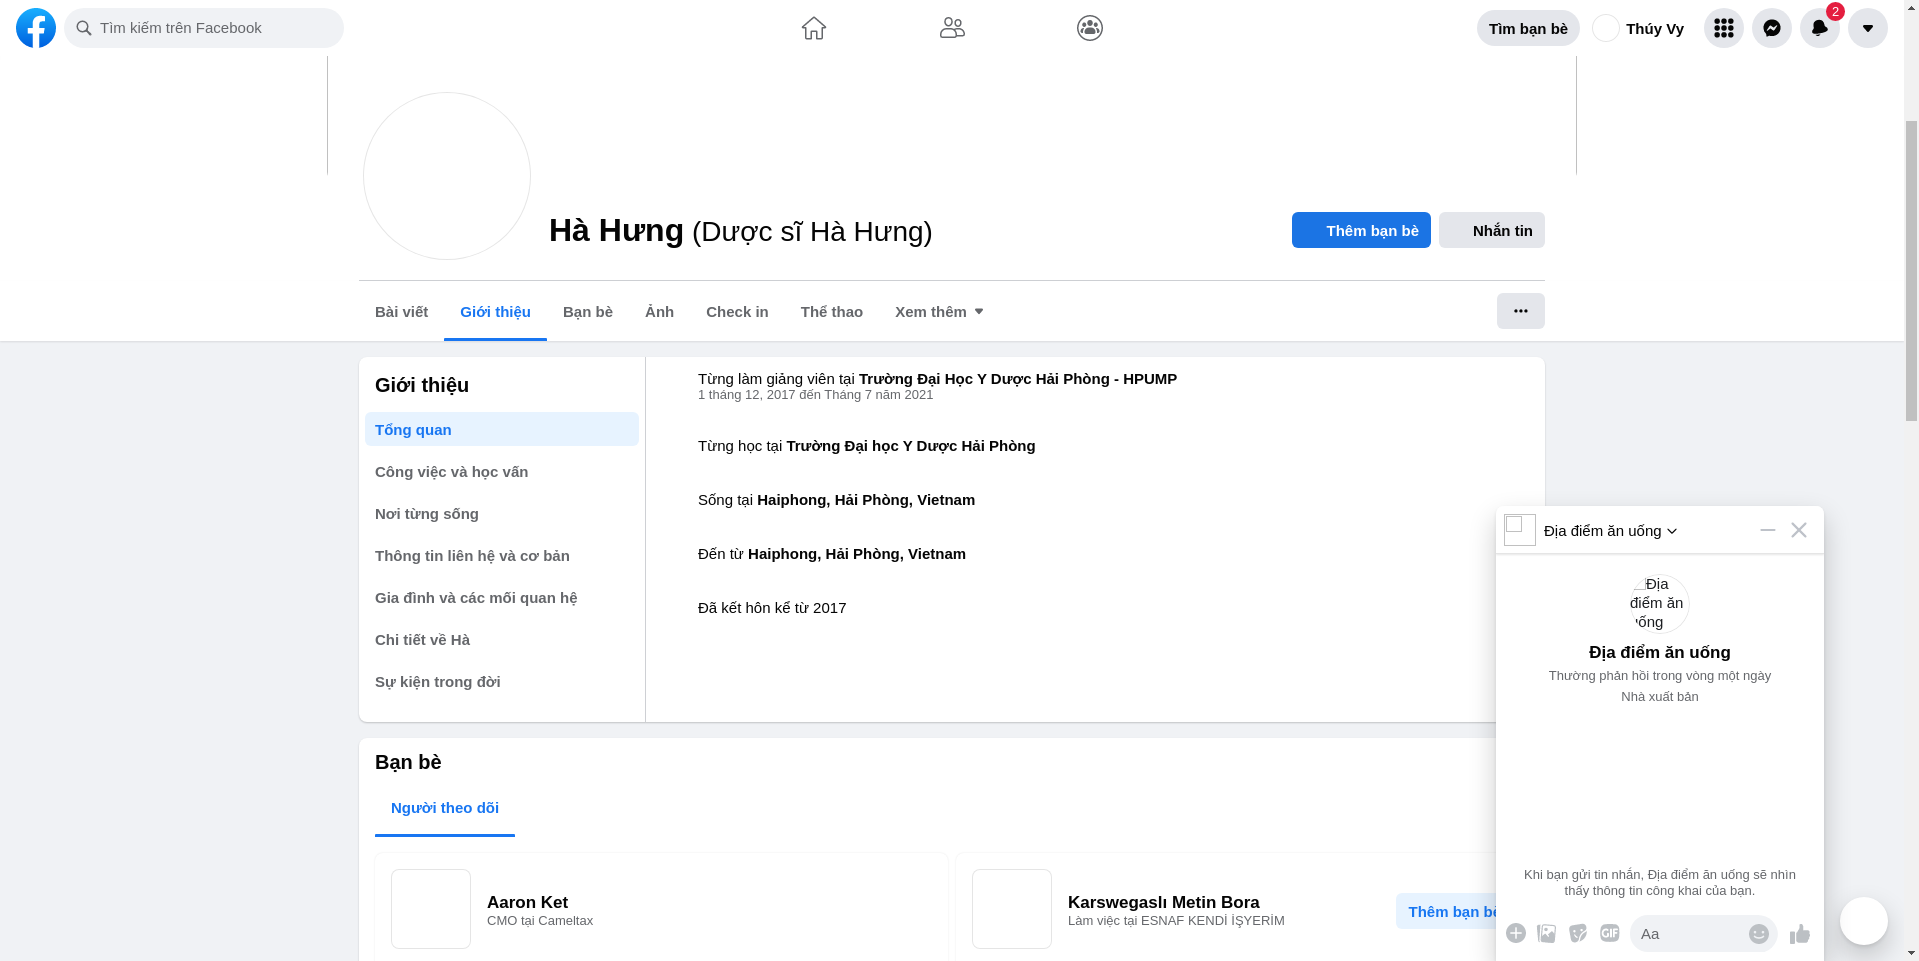 Tìm kiếm trên Facebook
Tìm bạn bè
Thúy Vy
2
Hà Hưng (Dược sĩ Hà Hưng)
Thêm bạn bè
Nhắn tin
Bài viết
Giới thiệu
Bạn bè
Ảnh
Check in
Thể thao
Xem thêm
Giới thiệu
Tổng quan
Công việc và học vấn
Nơi từng sống
Thông tin liên hệ và cơ bản
Gia đình và các mối quan hệ
Chi tiết về Hà
Sự kiện trong đời
Từng làm giảng viên tại Trường Đại Học Y Dược Hải Phòng - HPUMP
1 tháng 12, 2017 đến Tháng 7 năm 2021
Từng học tại Trường Đại học Y Dược Hải Phòng
Sống tại Haiphong, Hải Phòng, Vietnam
Đến từ Haiphong, Hải Phòng, Vietnam
Đã kết hôn kể từ 2017
Bạn bè
Người theo dõi
Aaron Ket
CMO tại Cameltax
Karswegaslı Metin Bora
Làm việc tại ESNAF KENDİ İŞYERİM
Thêm bạn bè
Địa điểm ăn uống
Địa
điểm ăn
uống
Địa điểm ăn uống
Thường phản hồi trong vòng một ngày
Nhà xuất bản
Khi bạn gửi tin nhắn, Địa điểm ăn uống sẽ nhìn
thấy thông tin công khai của bạn.
GIF
Aa